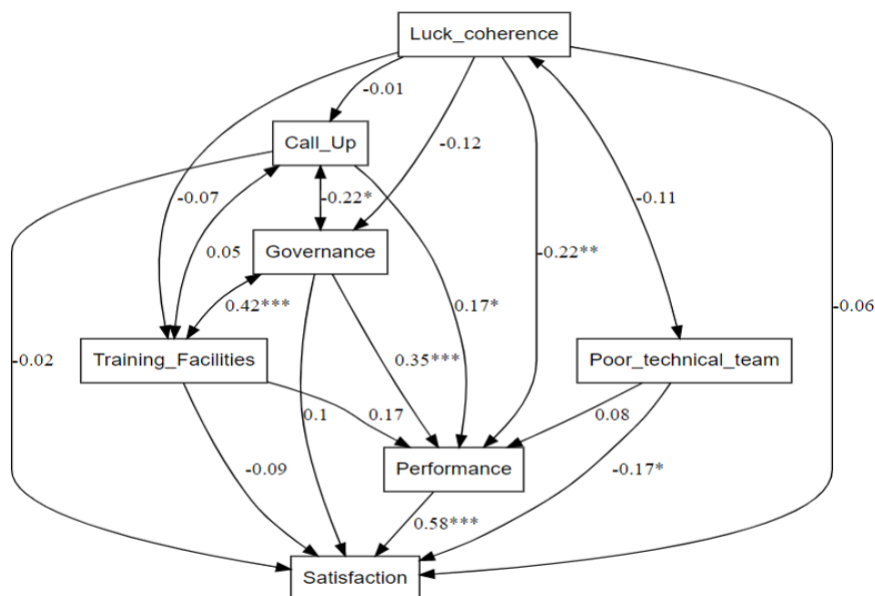 Luck_coherence
-0.01
Call_Up
-0.12
-0.07
-0.22*
-0.11
0.05
Governance
-0.22**
0.42***
0.17*
-0.06
-0.02
Training_Facilities
0.35***
Poor_technical_team
0.1
0.17
0.08
-0.09
Performance
-0.17*
0.58***
Satisfaction